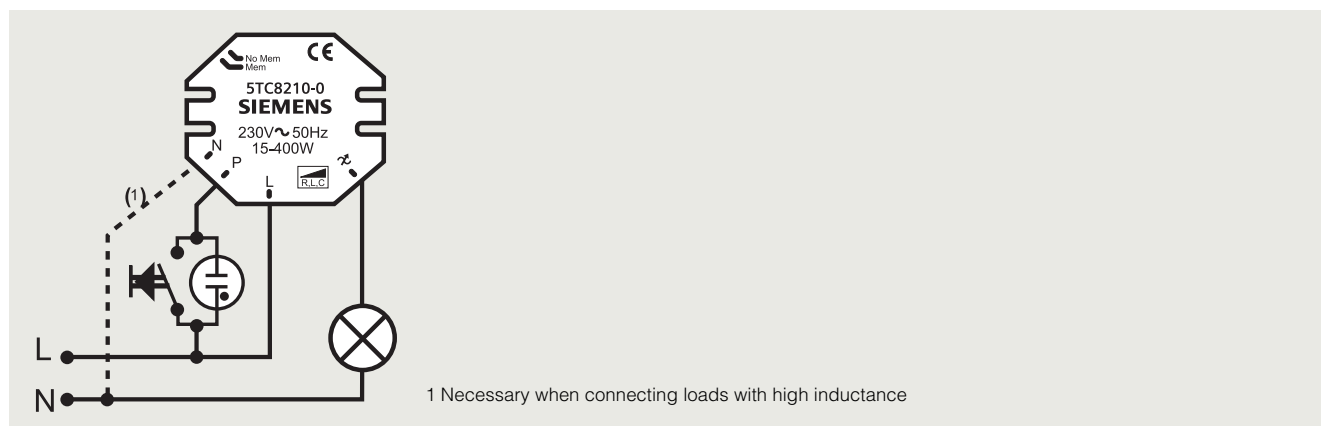 No Mem
Mem
CE
5TC8210-0
SIEMENS
230V~ 50Hz
15-400W
N
P
L
R,L,C
(1)
L
N
1 Necessary when connecting loads with high inductance